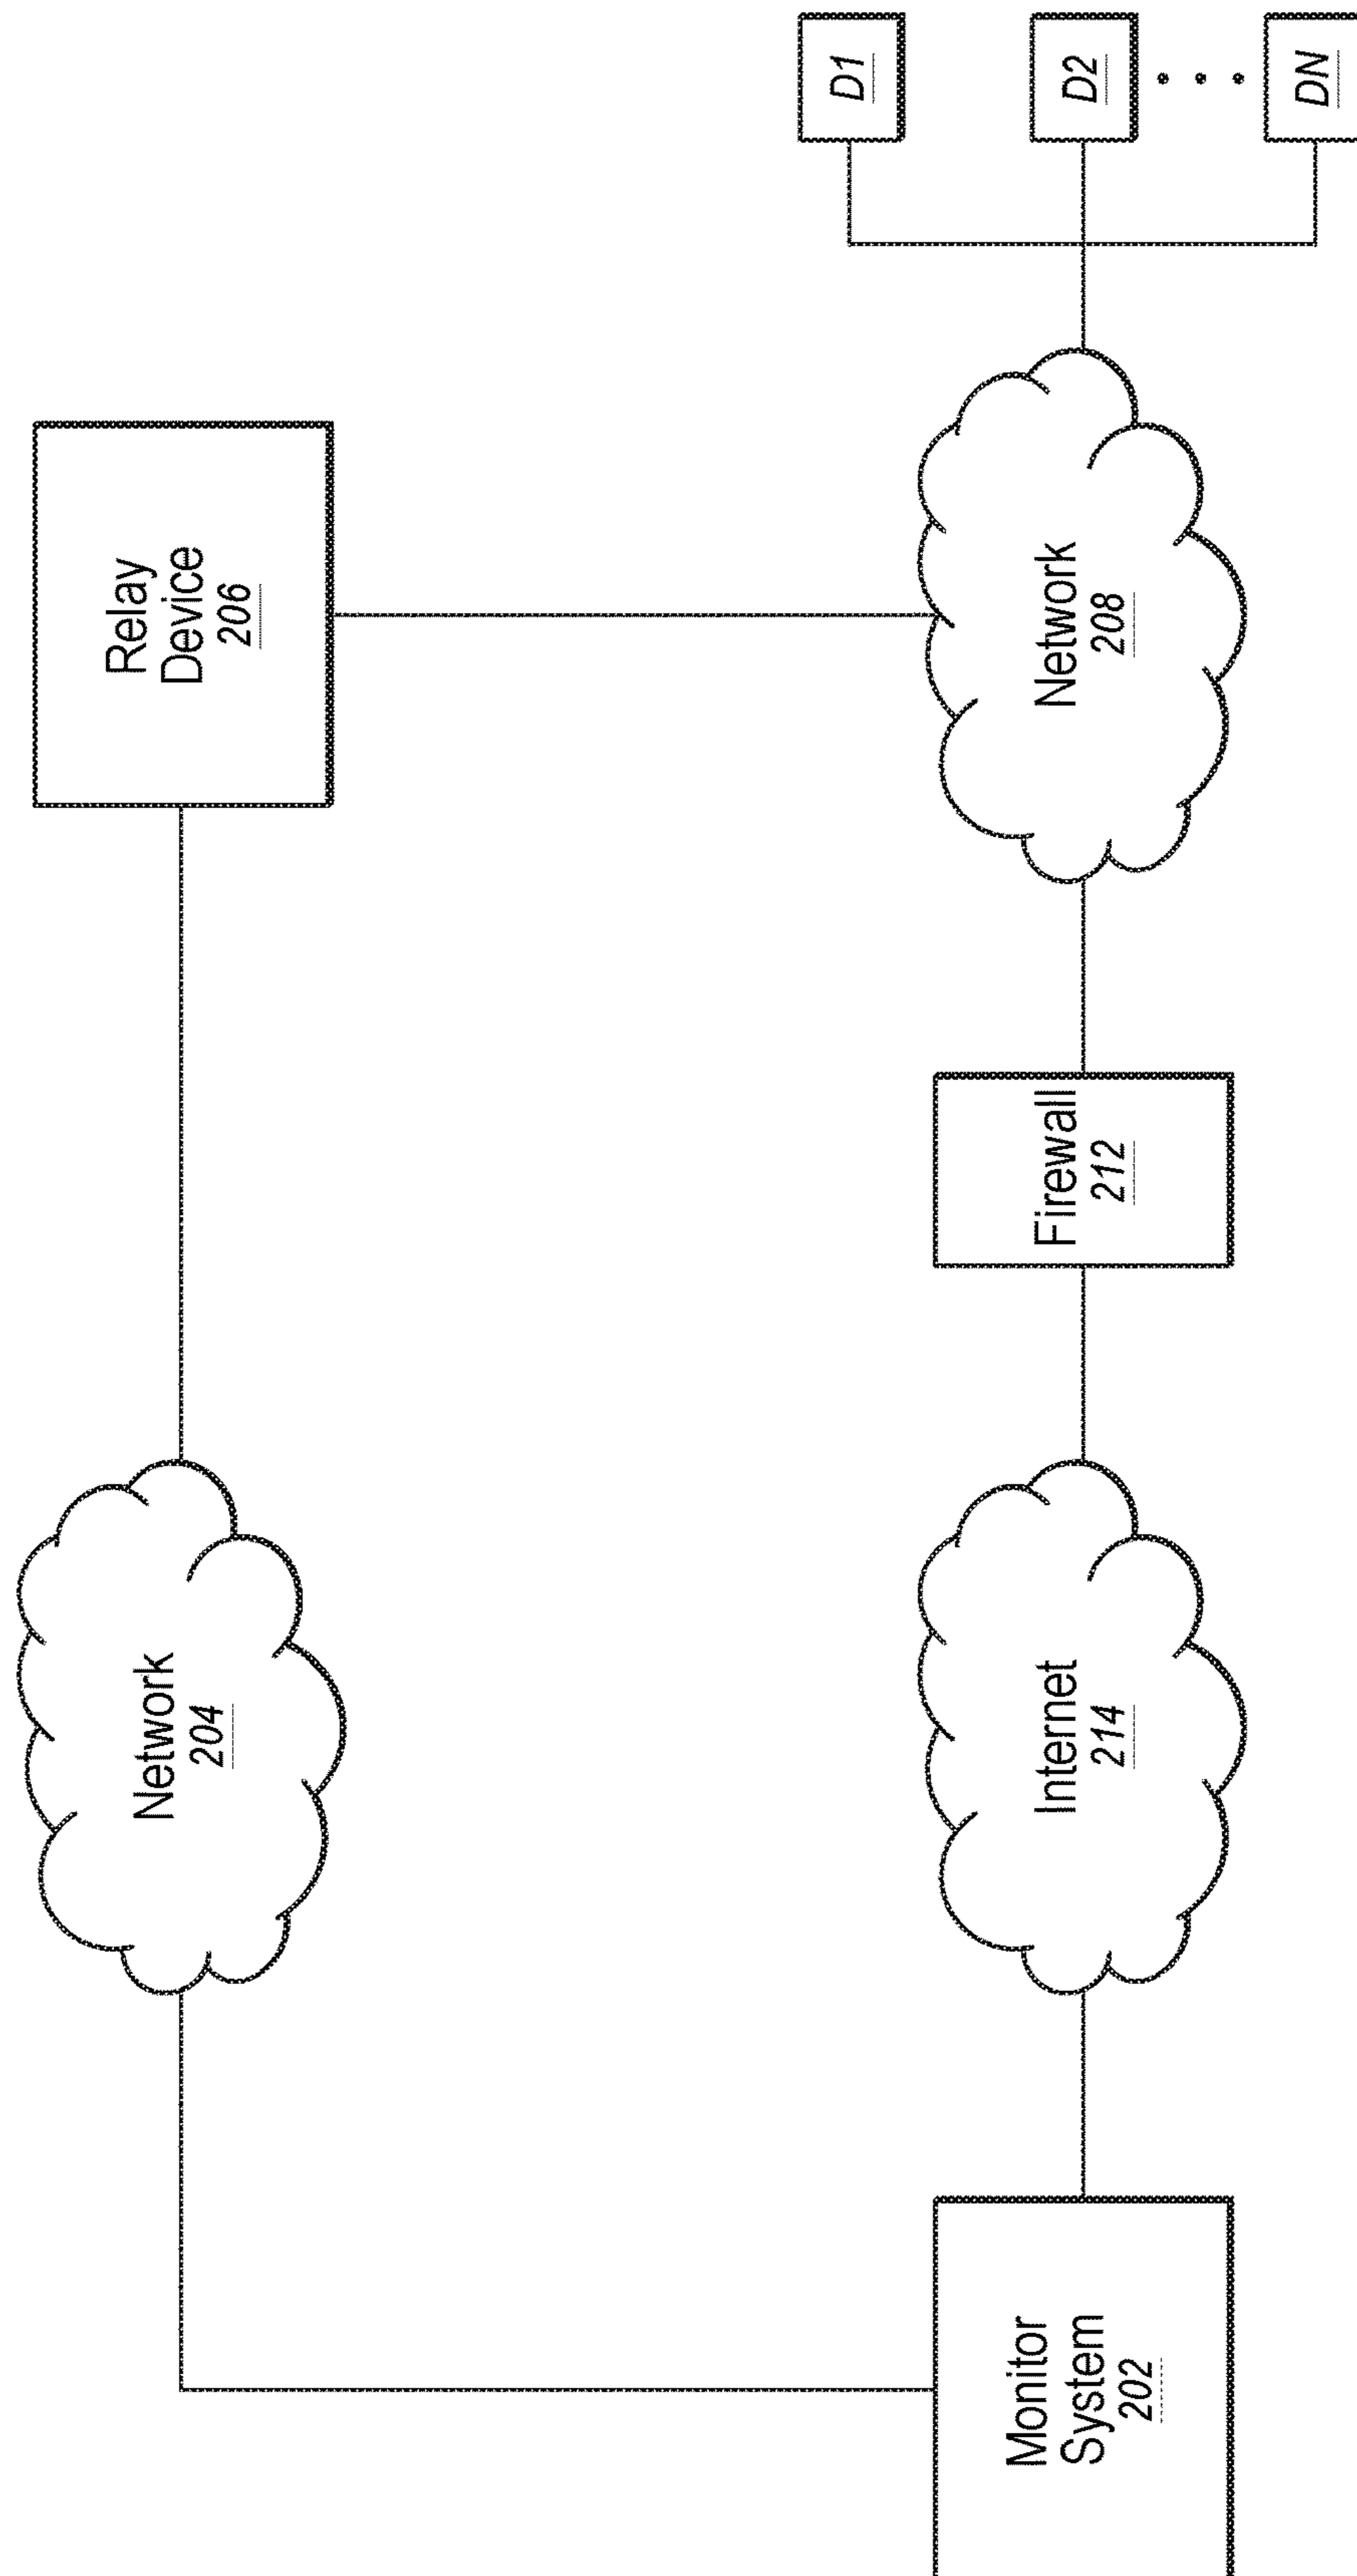 Network
204
Relay
Device
206
Monitor
System
202
Internet
214
Firewall
212
Network
208
D1
D2
DN